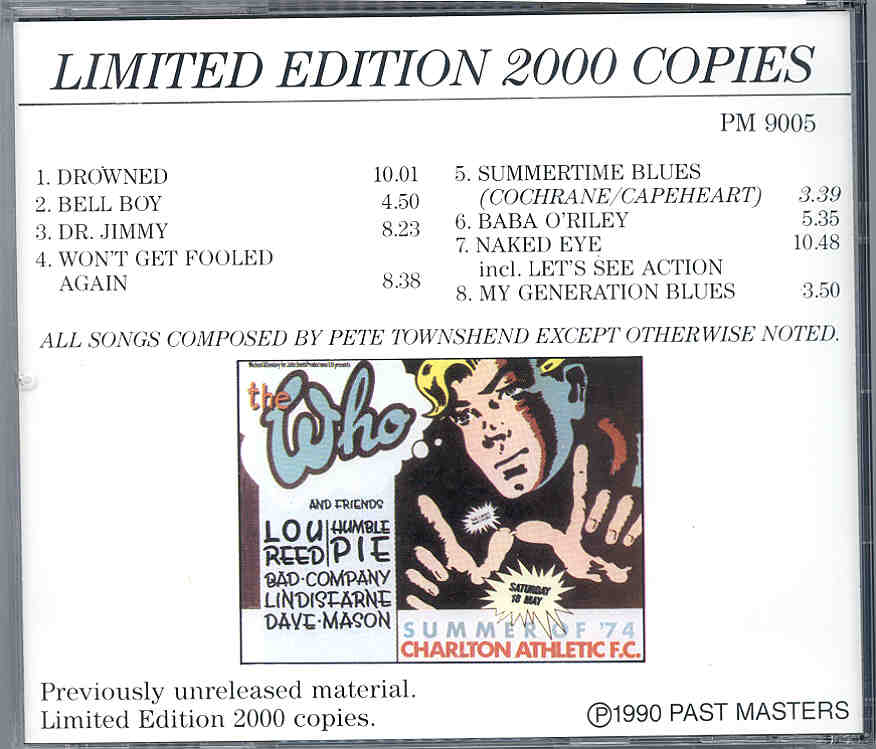 LIMITED EDITION 2000 COPIES
PM 9005
1. DROWNED 10.01
2. BELL BOY 4.50
3. DR. JIMMY 8.23
4. WON'T GET FOOLED
AGAIN 8.38
5. SUMMERTIME BLUES
(COCHRANE/CAPEHEART) 3.39
6. BABA O'RILEY 5.35
7. NAKED EYE 10.48
incl. LET'S SEE ACTION
8. MY GENERATION BLUES 3.50
ALL SONGS COMPOSED BY PETE TOWNSHEND EXCEPT OTHERWISE NOTED.
the
Who
AND FRIENDS
LOU REED
HUMBLE PIE
BAD·COMPANY
LINDISFARNE
DAVE·MASON
SATURDAY
18 MAY
SUMMER OF '74
CHARLTON ATHLETIC F.C.
Previously unreleased material.
Limited Edition 2000 copies.
Ⓟ1990 PAST MASTERS